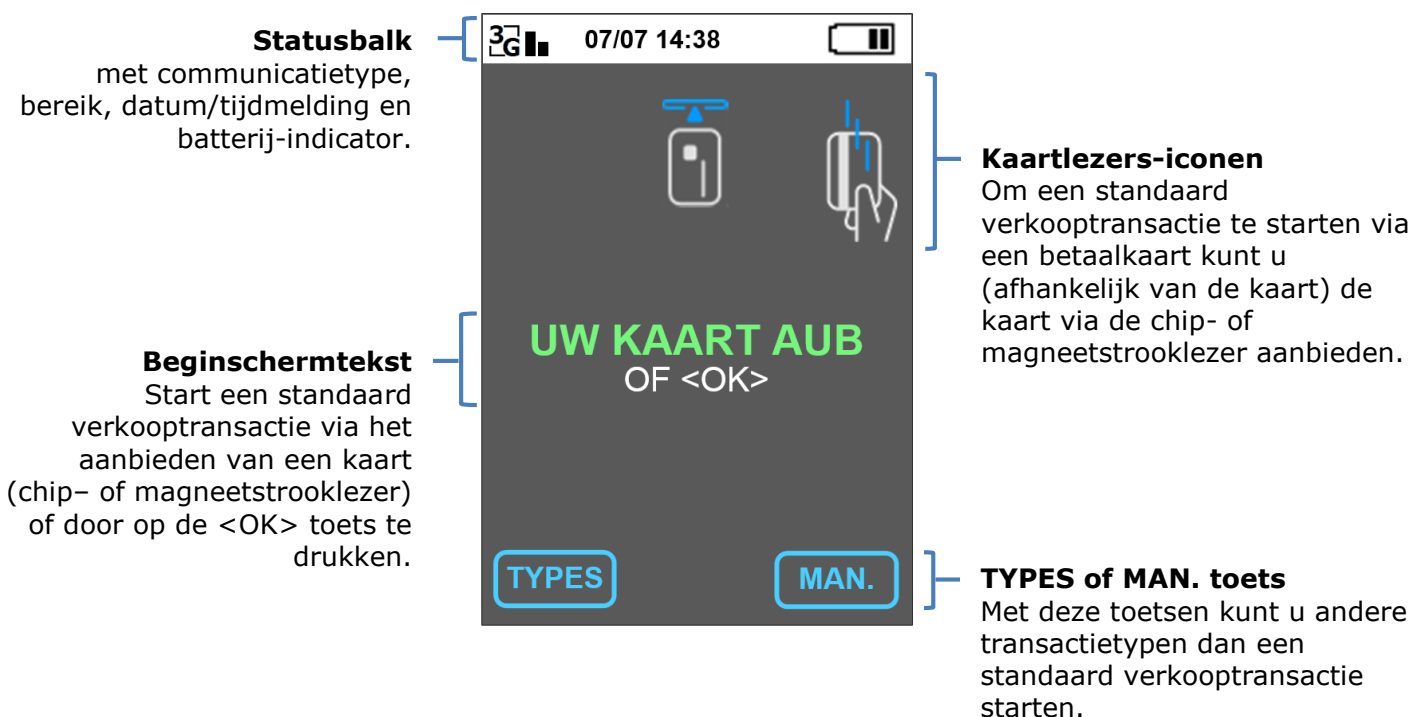 Statusbalk
met communicatietype,
bereik, datum/tijdmelding en
batterij-indicator.
Beginschermtekst
Start een standaard
verkooptransactie via het
aanbieden van een kaart
(chip– of magneetstrooklezer)
of door op de <OK> toets te
drukken.
3G 07/07 14:38
UW KAART AUB
OF <OK>
TYPES MAN.
Kaartlezers-iconen
Om een standaard
verkooptransactie te starten via
een betaalkaart kunt u
(afhankelijk van de kaart) de
kaart via de chip- of
magneetstrooklezer aanbieden.
TYPES of MAN. toets
Met deze toetsen kunt u andere
transactietypen dan een
standaard verkooptransactie
starten.